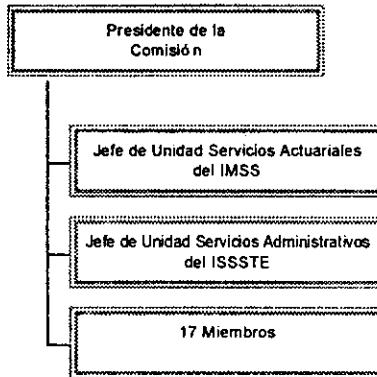 Presidente de la
Comisión
Jefe de Unidad Servicios Actuariales
del IMSS
Jefe de Unidad Servicios Administrativos
del ISSSTE
17 Miembros